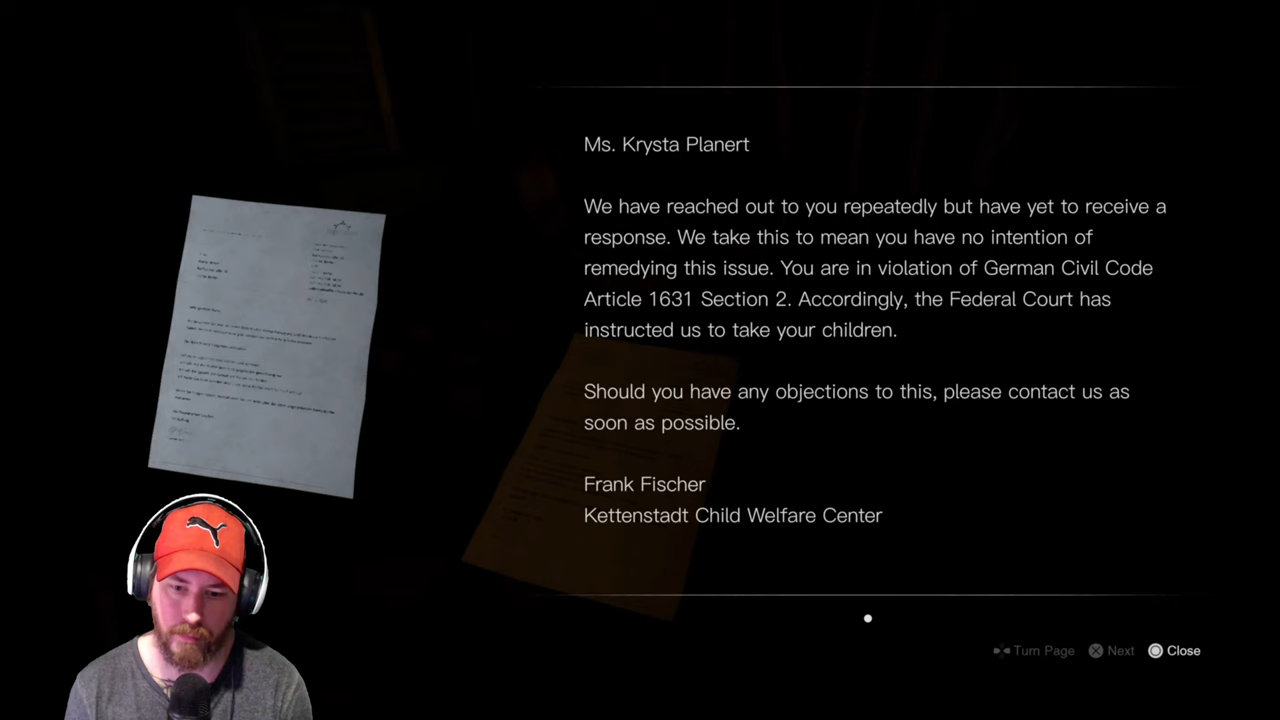 Ms. Krysta Planert
We have reached out to you repeatedly but have yet to receive a
response. We take this to mean you have no intention of
remedying this issue. You are in violation of German Civil Code
Article 1631 Section 2. Accordingly, the Federal Court has
instructed us to take your children.
Should you have any objections to this, please contact us as
soon as possible.
Frank Fischer
Kettenstadt Child Welfare Center
Turn Page Next Close